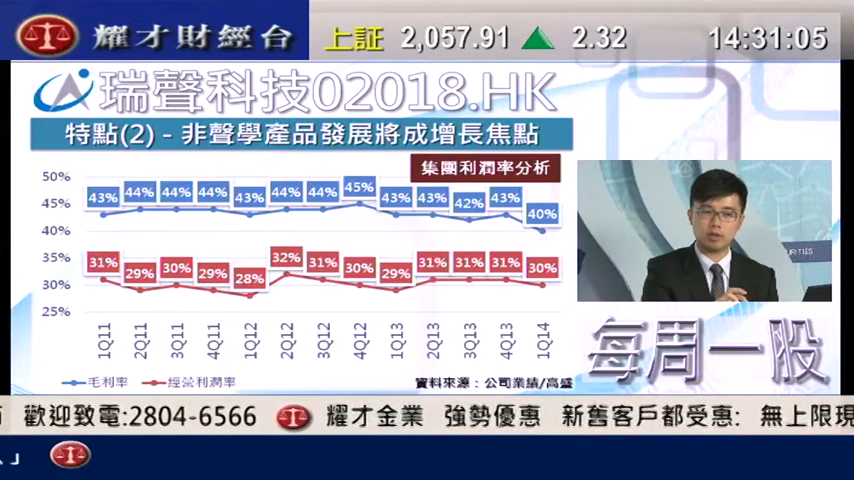 耀才財經台
上証 2,057.91 ▲ 2.32
14:31:05
瑞聲科技02018.HK
特點(2) - 非聲學產品發展將成增長焦點
集團利潤率分析
50%
45%
40%
35%
30%
25%
43% 44% 44% 44% 43% 44% 44% 45% 43% 43% 42% 43% 40%
31% 29% 30% 29% 28% 32% 31% 30% 29% 31% 31% 31% 30%
1Q11 2Q11 3Q11 4Q11 1Q12 2Q12 3Q12 4Q12 1Q13 2Q13 3Q13 4Q13 1Q14
毛利率 經營利潤率
資料來源：公司業績/高盛
URITIES
每周一股
歡迎致電:2804-6566 耀才金業 強勢優惠 新舊客戶都受惠: 無上限現
」